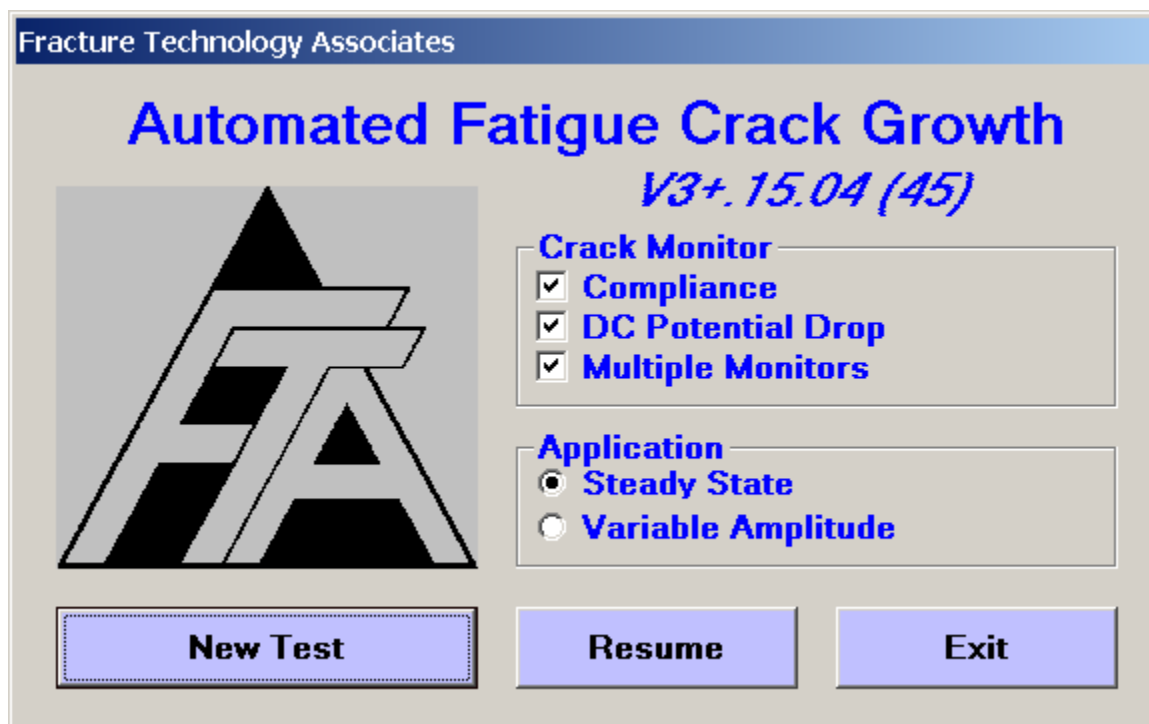 Fracture Technology Associates
Automated Fatigue Crack Growth
V3+.15.04 (45)
FTA
Crack Monitor
Compliance
DC Potential Drop
Multiple Monitors
Application
Steady State
Variable Amplitude
New Test
Resume
Exit